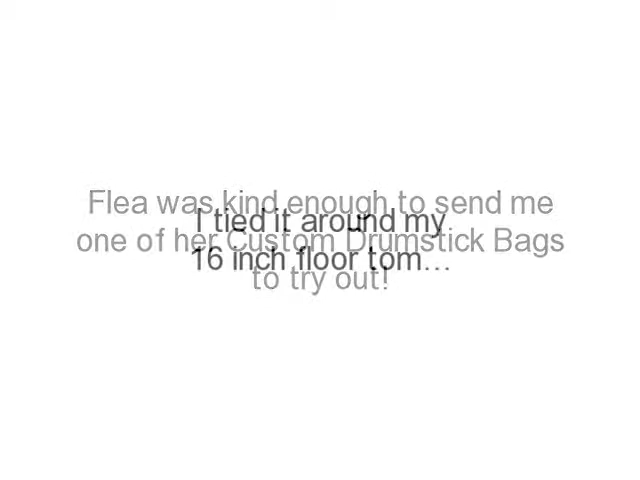 Flea was kind enough to send me
one of her Custom Drumstick Bags
to try out!
I tied it around my
16 inch floor tom...